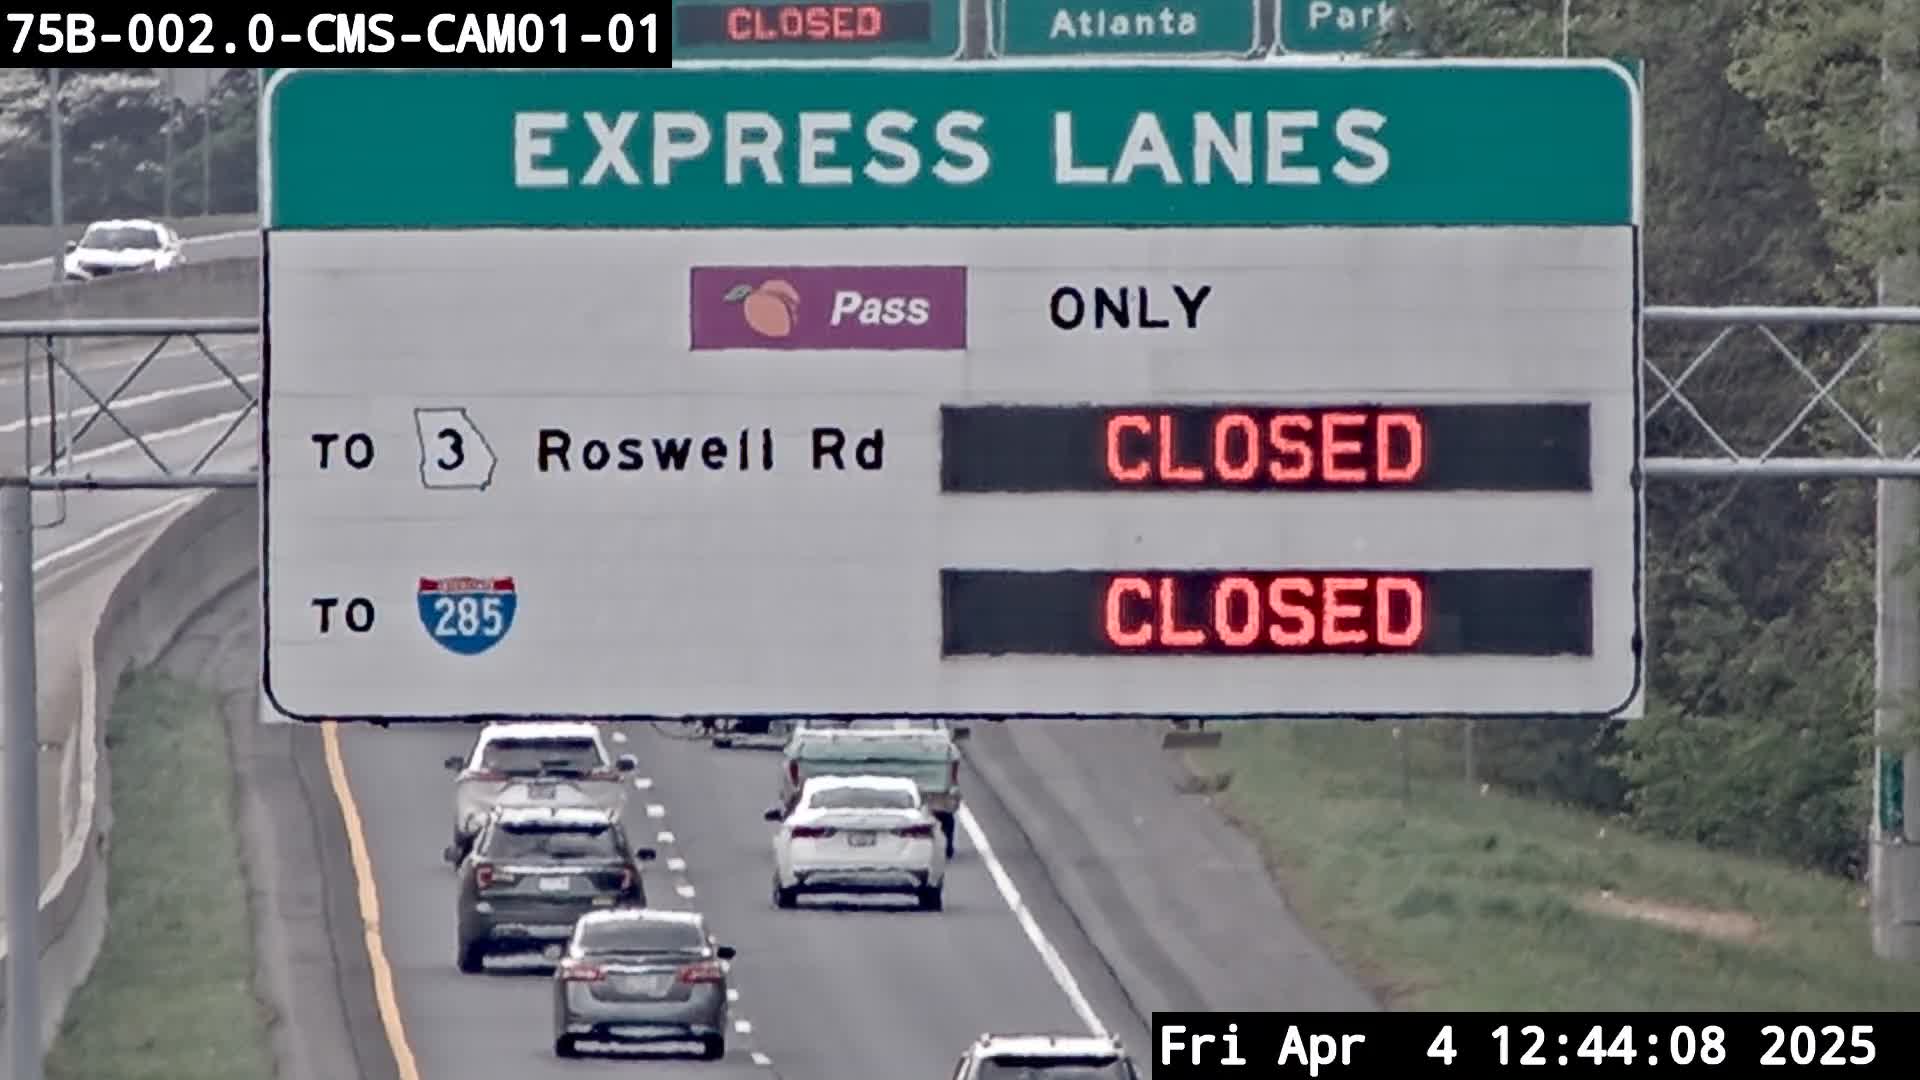 75B-002.0-CMS-CAM01-01
CLOSED
Atlanta
Park
EXPRESS LANES
Pass ONLY
TO 3 Roswell Rd CLOSED
TO 285 CLOSED
Fri Apr 4 12:44:08 2025